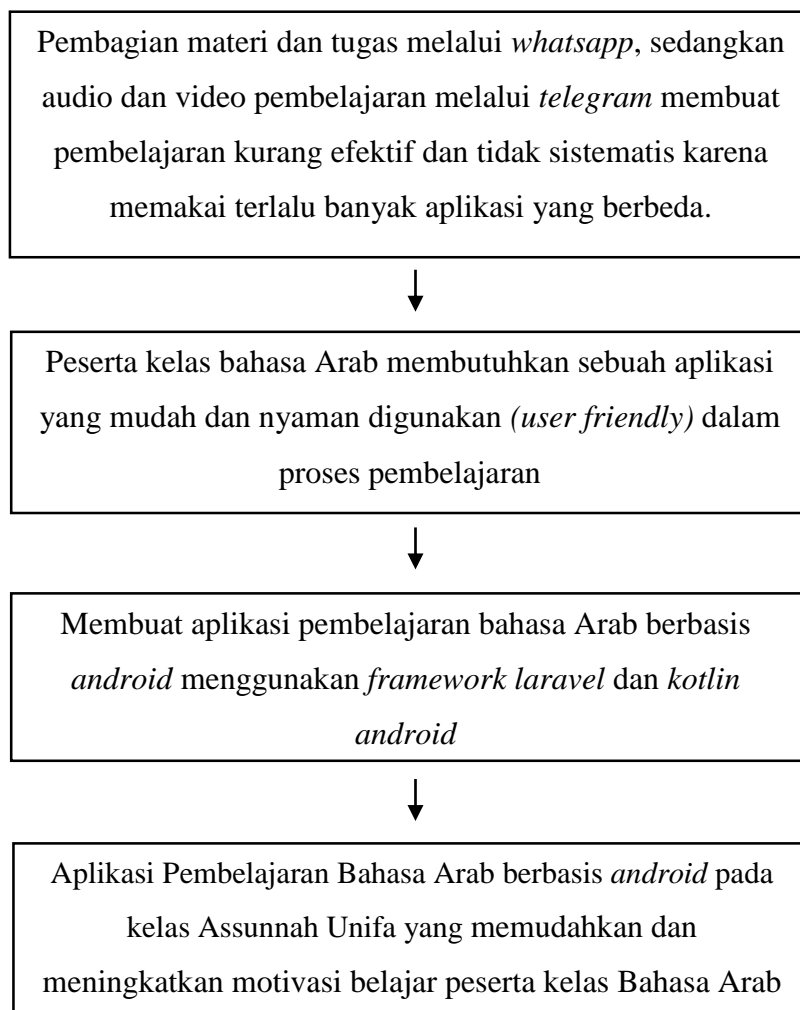 Pembagian materi dan tugas melalui whatsapp, sedangkan
audio dan video pembelajaran melalui telegram membuat
pembelajaran kurang efektif dan tidak sistematis karena
memakai terlalu banyak aplikasi yang berbeda.
Peserta kelas bahasa Arab membutuhkan sebuah aplikasi
yang mudah dan nyaman digunakan (user friendly) dalam
proses pembelajaran
Membuat aplikasi pembelajaran bahasa Arab berbasis
android menggunakan framework laravel dan kotlin
android
Aplikasi Pembelajaran Bahasa Arab berbasis android pada
kelas Assunnah Unifa yang memudahkan dan
meningkatkan motivasi belajar peserta kelas Bahasa Arab